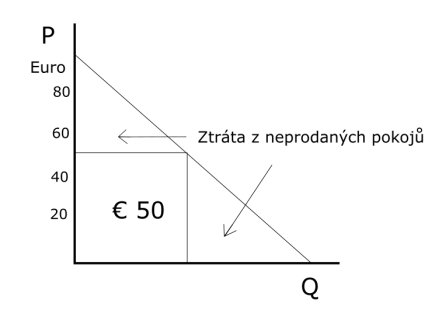 P
Euro
80
60
Ztráta z neprodaných pokojů
40
20
€ 50
Q